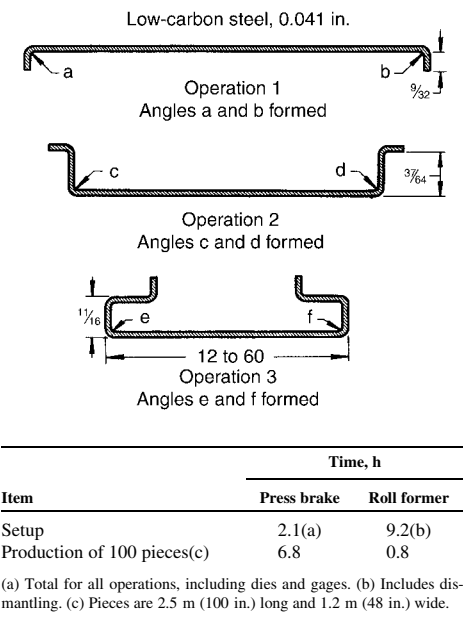 Low-carbon steel, 0.041 in.
a
b
9/32
Operation 1
Angles a and b formed
c
d
37/64
Operation 2
Angles c and d formed
11/16
e
f
12 to 60
Operation 3
Angles e and f formed
Time, h
Item Press brake Roll former
Setup 2.1(a) 9.2(b)
Production of 100 pieces(c) 6.8 0.8
(a) Total for all operations, including dies and gages. (b) Includes dis-
mantling. (c) Pieces are 2.5 m (100 in.) long and 1.2 m (48 in.) wide.